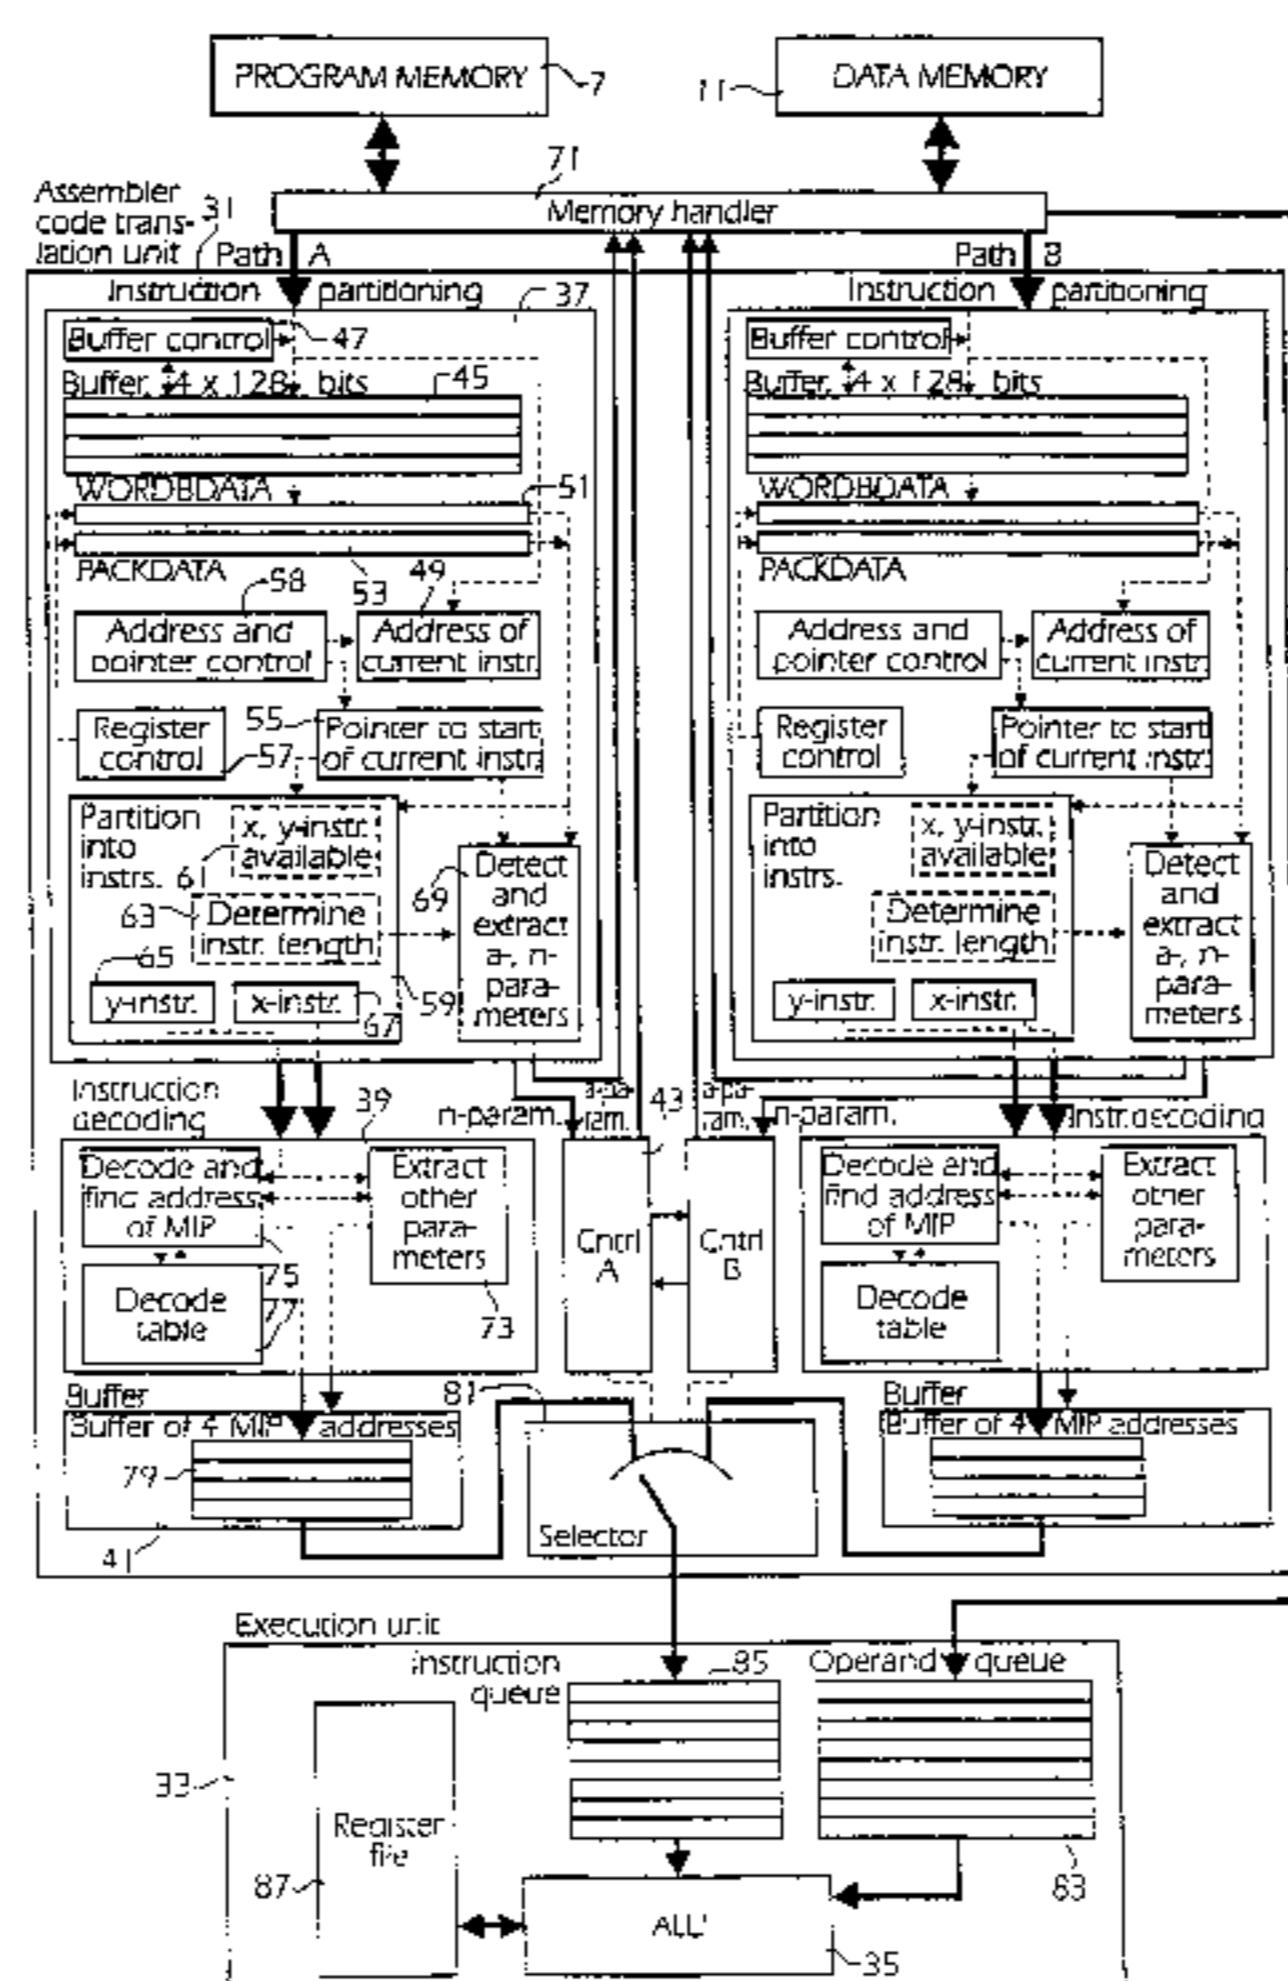 PROGRAM MEMORY
7
11
DATA MEMORY
71
Memory handler
Assembler
code trans-
lation unit
31
Path A
Path B
Instruction partitioning
37
Buffer control
47
Buffer, 4 x 128 bits
45
WORDBDATA
51
PACKDATA
53
49
58
Address and
pointer control
Address of
current instr.
Register
control
57
55
Pointer to start
of current instr.
Partition
into
instrs.
61
x, y-instr.
available
63
Determine
instr. length
65
y-instr.
x-instr.
67
59
69
Detect
and
extract
a-, n-
para-
meters
Instruction partitioning
Buffer control
Buffer, 4 x 128 bits
WORDBDATA
PACKDATA
Address and
pointer control
Address of
current instr.
Register
control
Pointer to start
of current instr.
Partition
into
instrs.
x, y-instr.
available
Determine
instr. length
y-instr.
x-instr.
Detect
and
extract
a-, n-
para-
meters
Instruction
decoding
39
n-param.
a-pa-
ram.
43
a-pa-
ram.
n-param.
Instr.decoding
Decode and
find address
of MIP
75
Extract
other
para-
meters
73
Decode
table
77
Cntrl
A
Cntrl
B
Decode and
find address
of MIP
Extract
other
para-
meters
Decode
table
Buffer
Buffer of 4 MIP addresses
79
41
81
Selector
Buffer
Buffer of 4 MIP addresses
Execution unit
Instruction
queue
85
Operand queue
33
Register
file
87
83
35